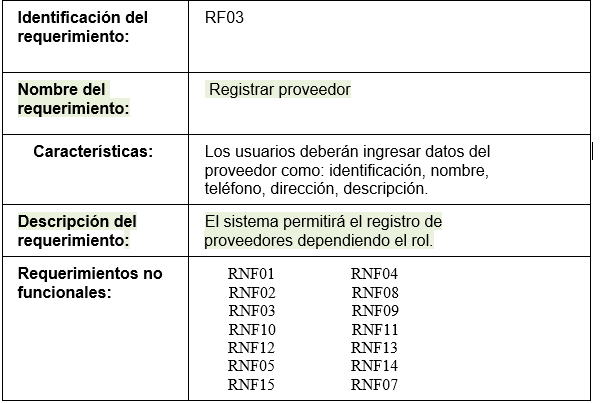 Identificación del
requerimiento:
RF03
Nombre del
requerimiento:
Registrar proveedor
Características:
Los usuarios deberán ingresar datos del
proveedor como: identificación, nombre,
teléfono, dirección, descripción.
Descripción del
requerimiento:
El sistema permitirá el registro de
proveedores dependiendo el rol.
Requerimientos no
funcionales:
RNF01 RNF04
RNF02 RNF08
RNF03 RNF09
RNF10 RNF11
RNF12 RNF13
RNF05 RNF14
RNF15 RNF07